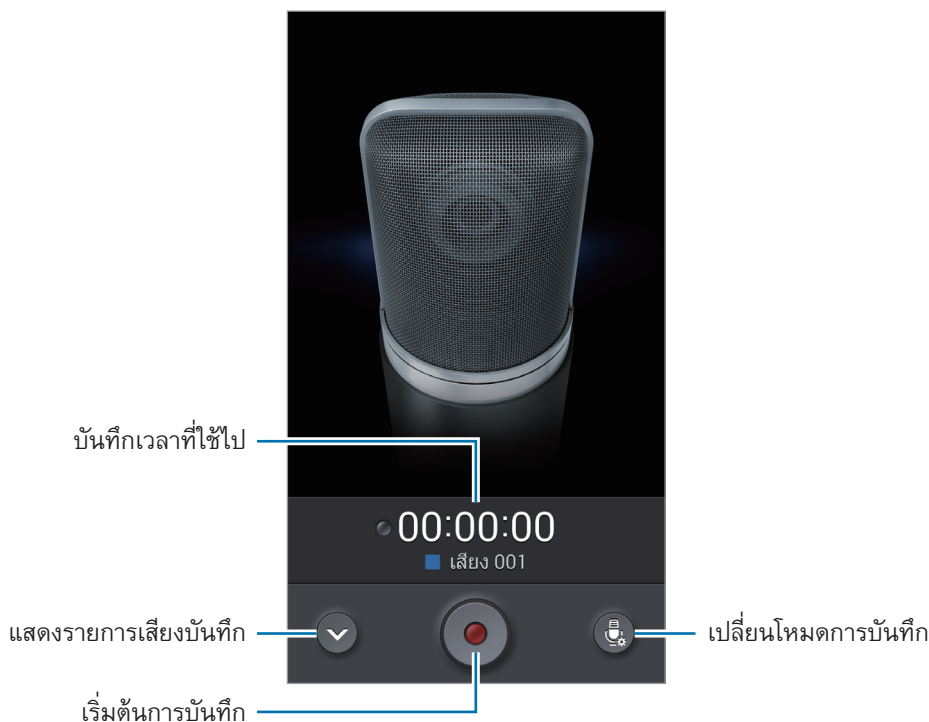 บันทึกเวลาที่ใช้ไป
00:00:00
เสียง 001
แสดงรายการเสียงบันทึก
เปลี่ยนโหมดการบันทึก
เริ่มต้นการบันทึก